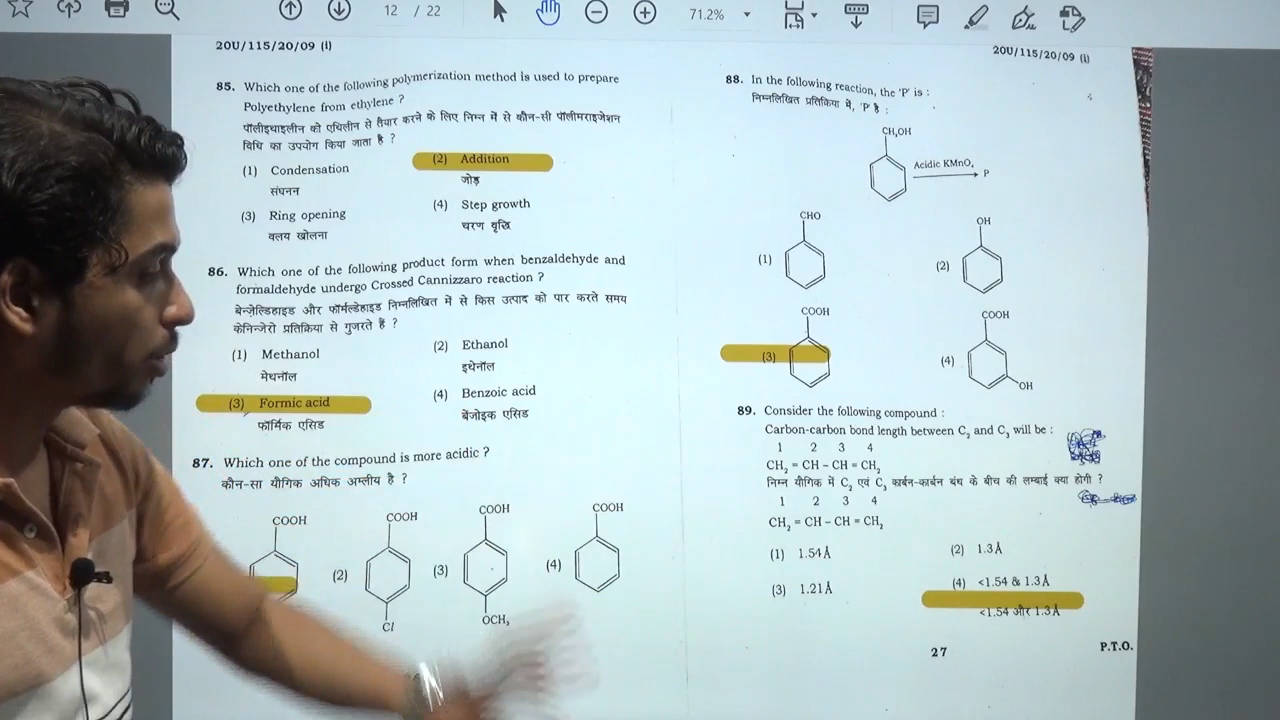 12 / 22
71.2%
20U/115/20/09 (i)
85. Which one of the following polymerization method is used to prepare
Polyethylene from ethylene ?
पॉलीइथाइलीन को एथिलीन से तैयार करने के लिए निम्न में से कौन-सी पॉलीमराइजेशन
विधि का उपयोग किया जाता है ?
(1) Condensation
संघनन
(2) Addition
जोड़
(3) Ring opening
वलय खोलना
(4) Step growth
चरण वृद्धि
86. Which one of the following product form when benzaldehyde and
formaldehyde undergo Crossed Cannizzaro reaction ?
बेन्ज़ेल्डिहाइड और फॉर्मल्डेहाइड निम्नलिखित में से किस उत्पाद को पार करते समय
केनिन्जेरो प्रतिक्रिया से गुजरते हैं ?
(1) Methanol
मेथनॉल
(2) Ethanol
इथेनॉल
(3) Formic acid
फॉर्मिक एसिड
(4) Benzoic acid
बेंजोइक एसिड
87. Which one of the compound is more acidic ?
कौन-सा यौगिक अधिक अम्लीय है ?
COOH
(2)
COOH
Cl
(3)
COOH
OCH₃
(4)
COOH
20U/115/20/09 (i)
88. In the following reaction, the 'P' is :
निम्नलिखित प्रतिक्रिया में, 'P' है :
CH₂OH
Acidic KMnO₄
P
(1)
CHO
(2)
OH
(3)
COOH
(4)
COOH
OH
89. Consider the following compound :
Carbon-carbon bond length between C₂ and C₃ will be :
1 2 3 4
CH₂ = CH – CH = CH₂
निम्न यौगिक में C₂ एवं C₃ कार्बन-कार्बन बंध के बीच की लम्बाई क्या होगी ?
1 2 3 4
CH₂ = CH – CH = CH₂
(1) 1.54Å
(2) 1.3Å
(3) 1.21Å
(4) <1.54 & 1.3Å
<1.54 और 1.3Å
27
P.T.O.